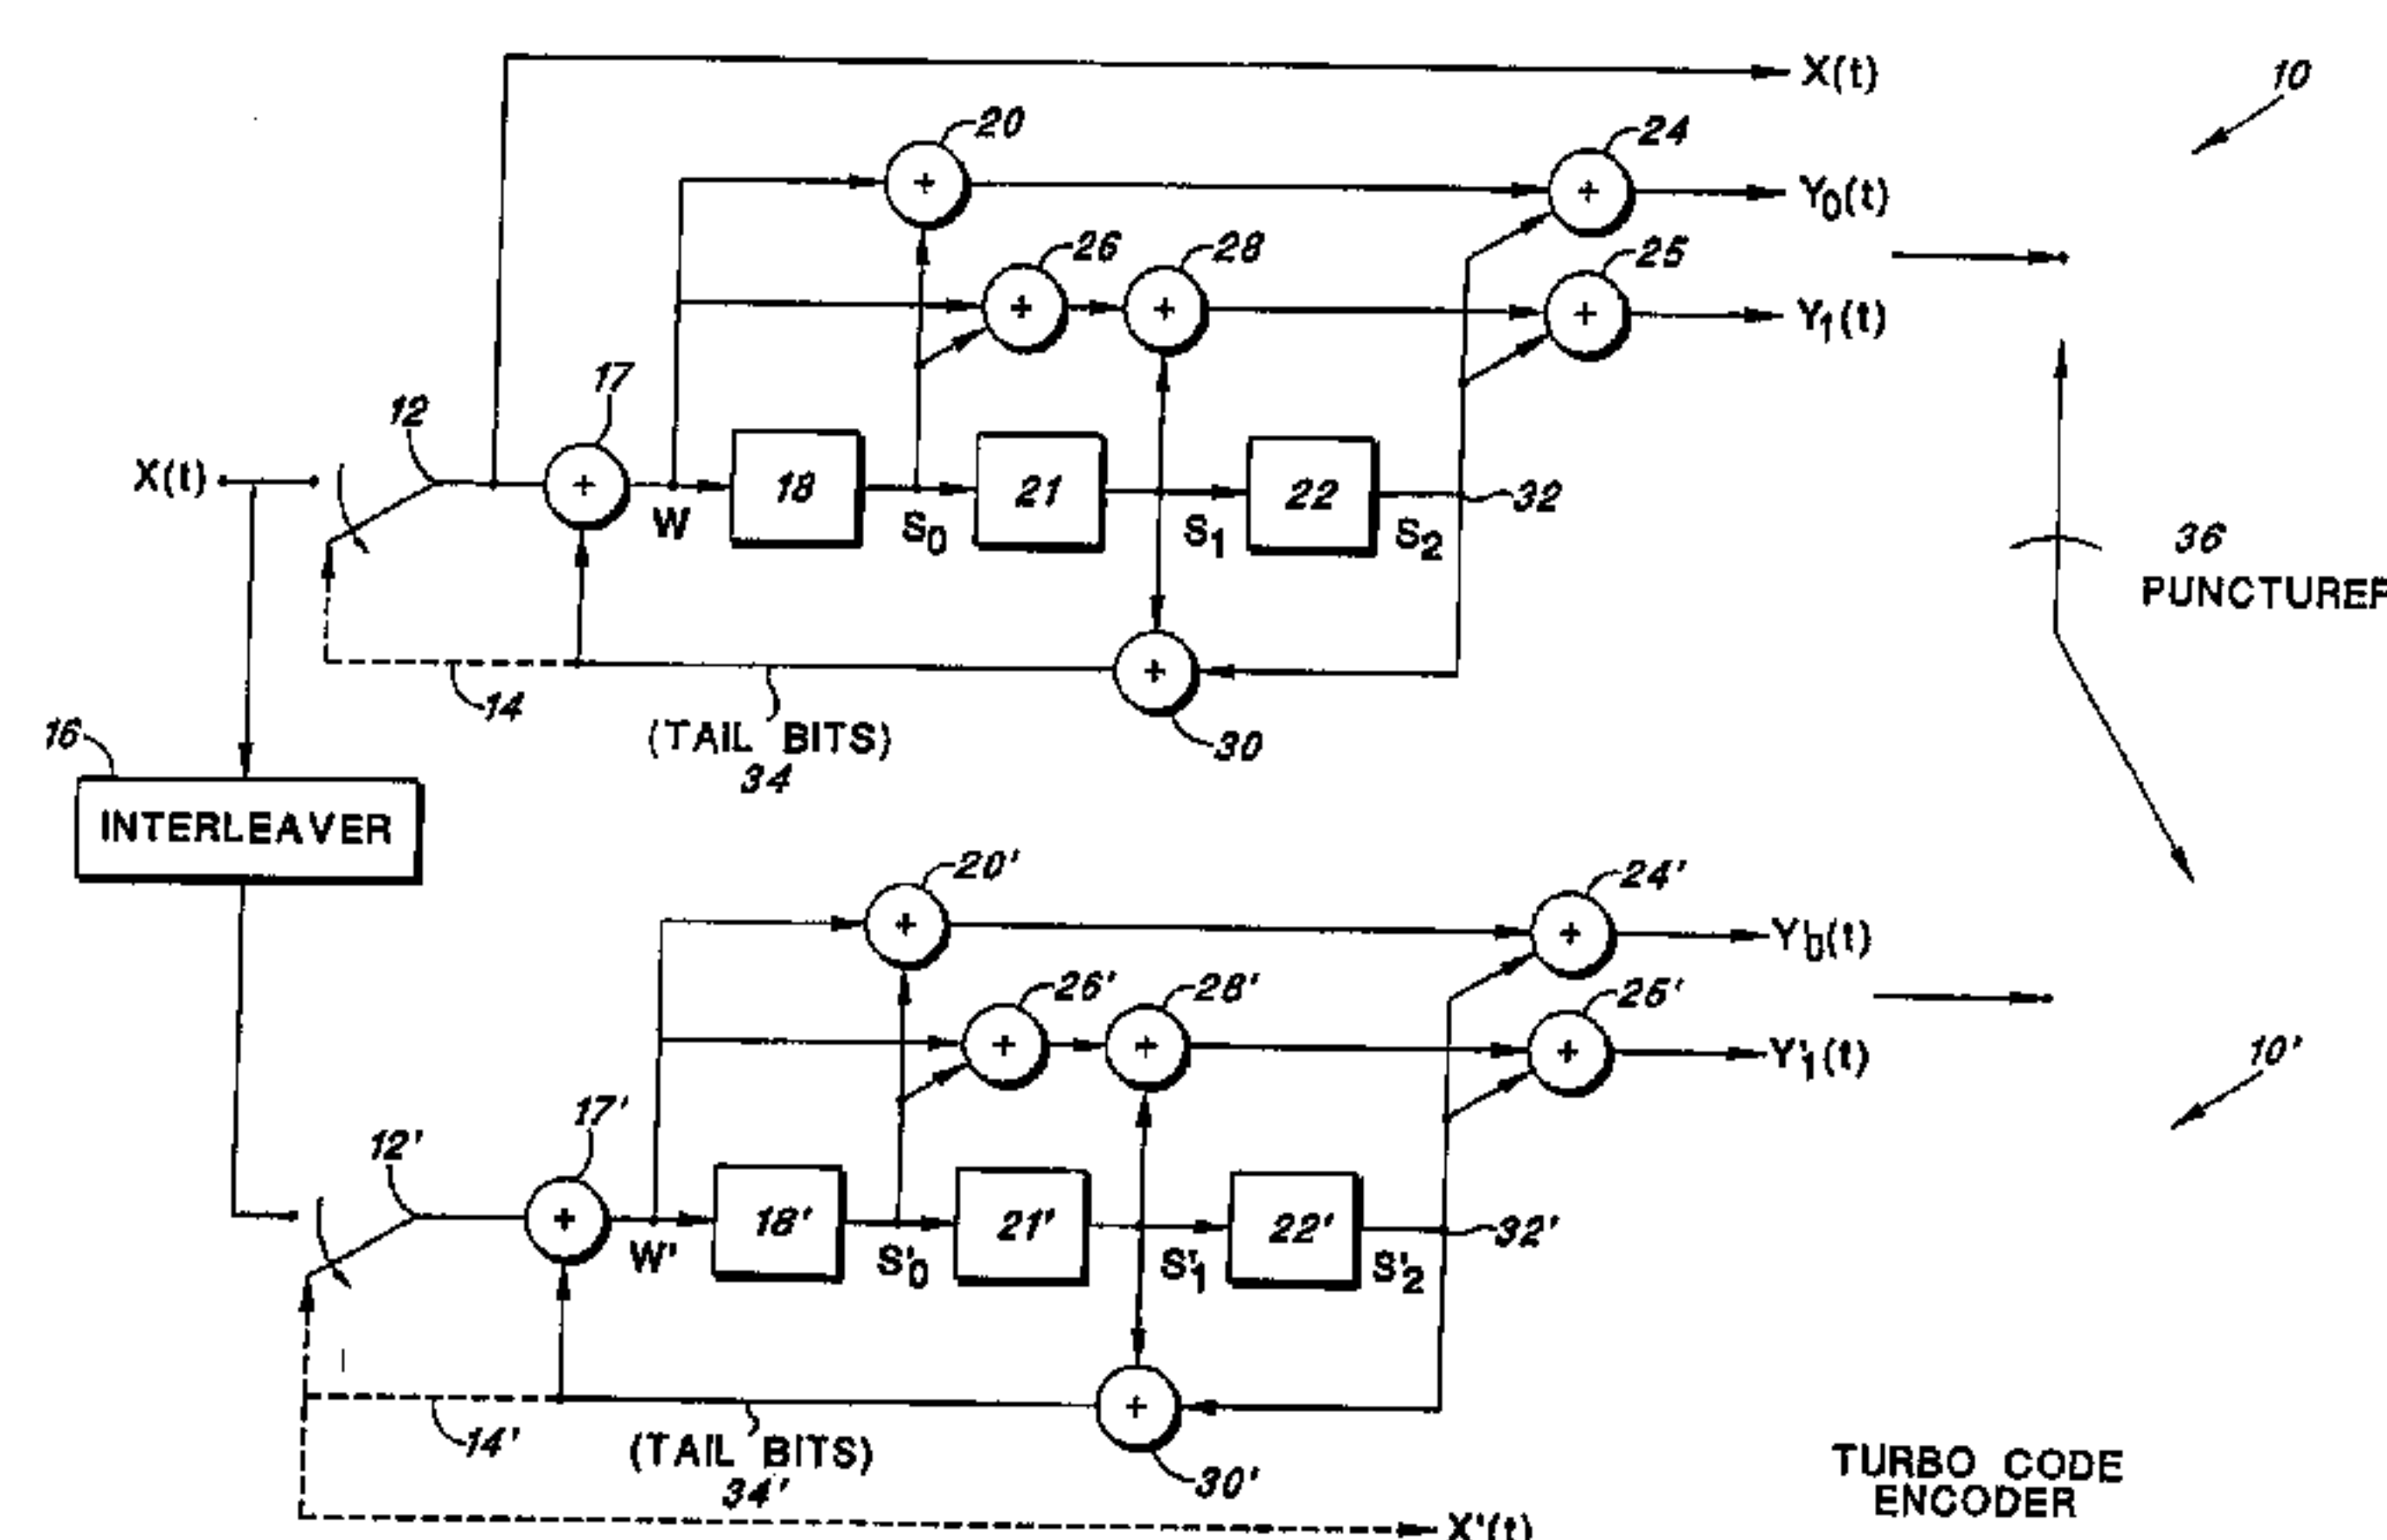 X(t)
10
20
24
Y0(t)
26
28
25
Y1(t)
17
12
X(t)
18
21
22
32
W
S0
S1
S2
36
PUNCTURER
14
(TAIL BITS)
34
30
16
INTERLEAVER
20'
24'
Y'0(t)
26'
28'
25'
Y'1(t)
10'
17'
12'
18'
21'
22'
32'
W'
S'0
S'1
S'2
14'
(TAIL BITS)
34'
30'
TURBO CODE
ENCODER
X'(t)